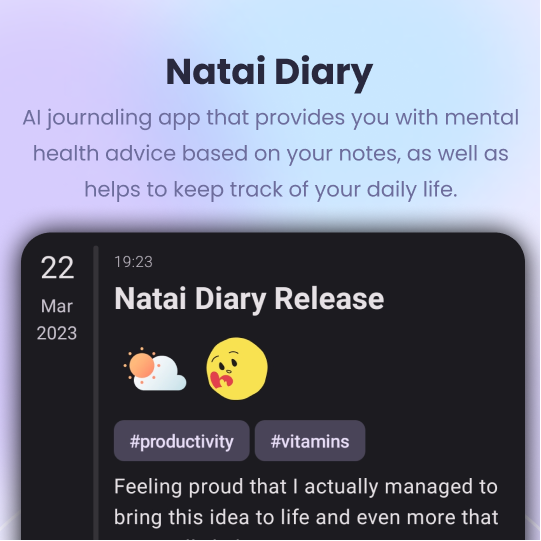 Natai Diary
AI journaling app that provides you with mental
health advice based on your notes, as well as
helps to keep track of your daily life.
22
Mar
2023
19:23
Natai Diary Release
#productivity #vitamins
Feeling proud that I actually managed to
bring this idea to life and even more that